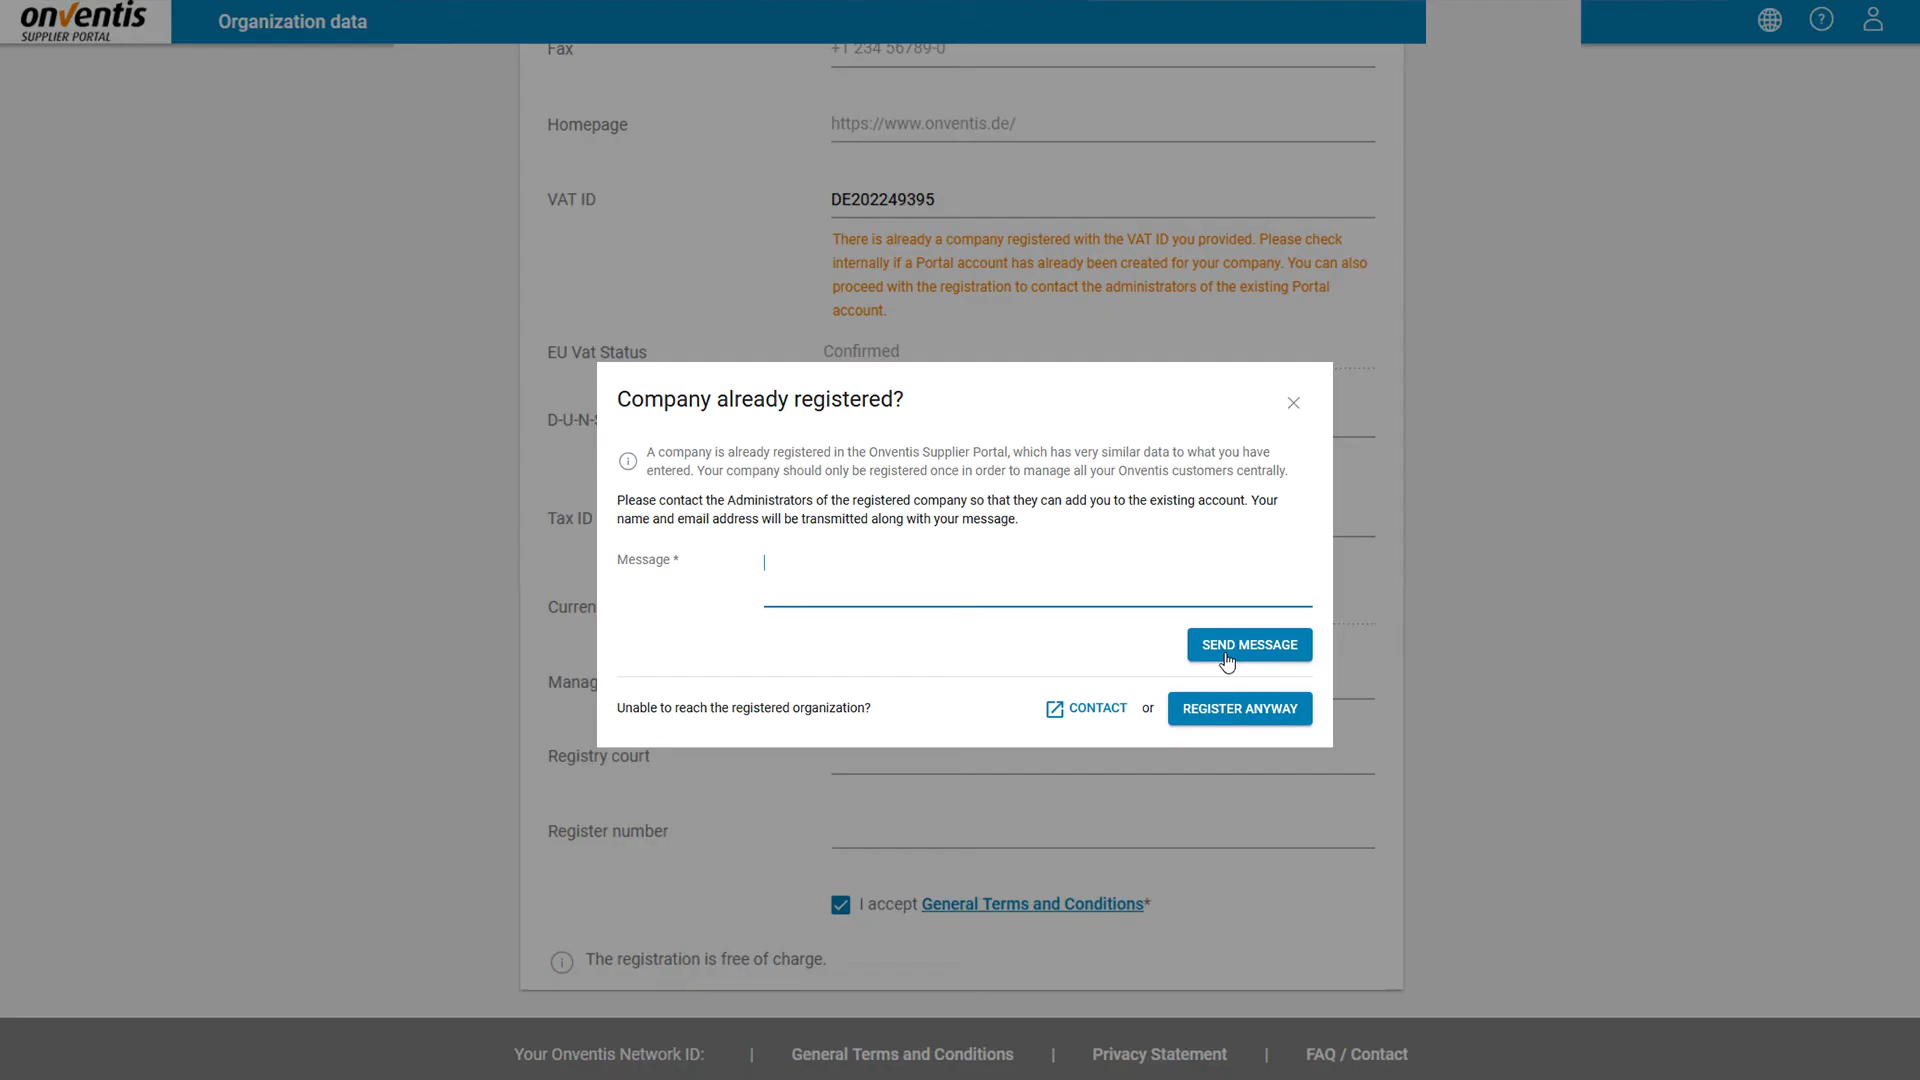 onventis
SUPPLIER PORTAL
Organization data
Fax
+1 234 56789-0
Homepage
https://www.onventis.de/
VAT ID
DE202249395
There is already a company registered with the VAT ID you provided. Please check
internally if a Portal account has already been created for your company. You can also
proceed with the registration to contact the administrators of the existing Portal
account.
EU Vat Status
Confirmed
Company already registered?
D-U-N-S
A company is already registered in the Onventis Supplier Portal, which has very similar data to what you have
entered. Your company should only be registered once in order to manage all your Onventis customers centrally.
Please contact the Administrators of the registered company so that they can add you to the existing account. Your
name and email address will be transmitted along with your message.
Tax ID
Message *
Curren
SEND MESSAGE
Manag
Unable to reach the registered organization?
CONTACT or REGISTER ANYWAY
Registry court
Register number
I accept General Terms and Conditions*
The registration is free of charge.
Your Onventis Network ID: | General Terms and Conditions | Privacy Statement | FAQ / Contact